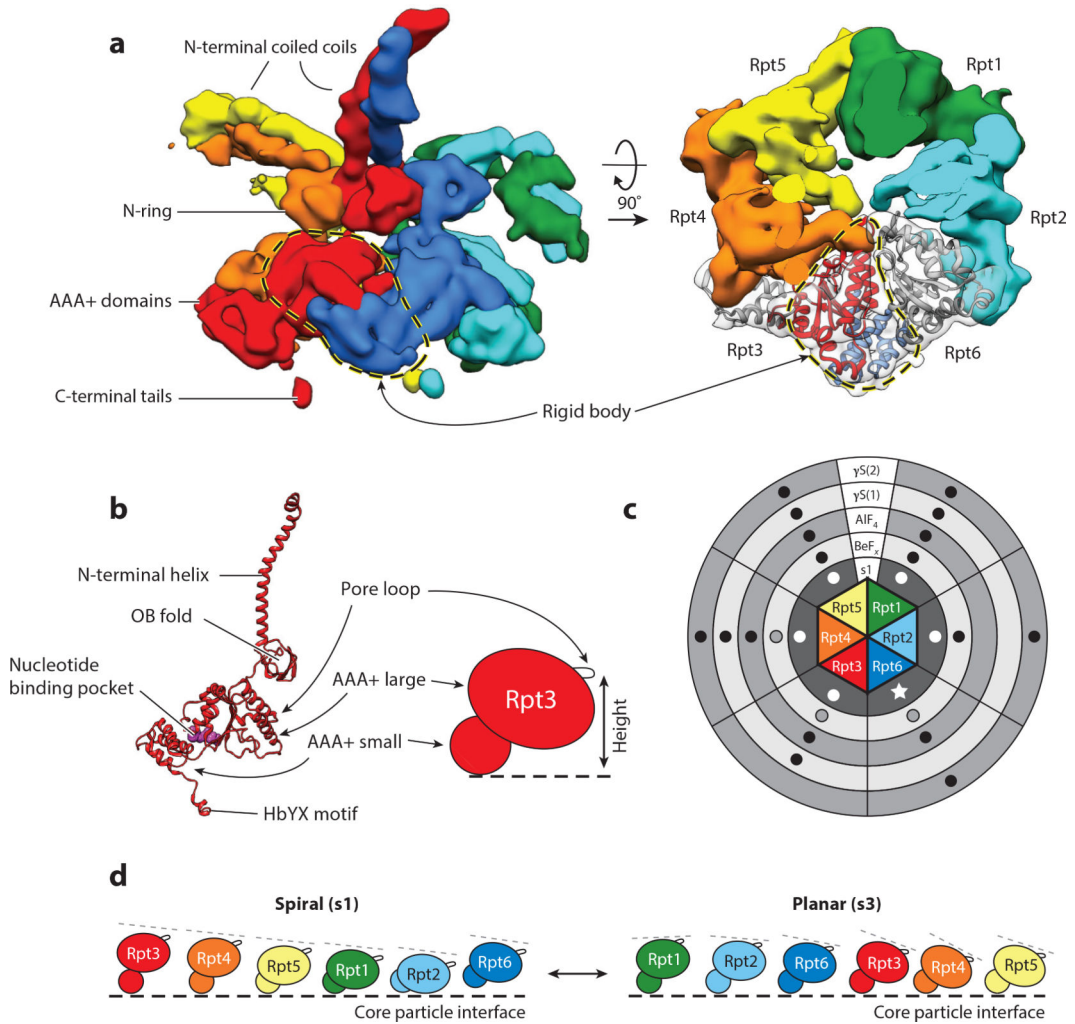 a
N-terminal coiled coils
N-ring
AAA+ domains
C-terminal tails
90°
Rigid body
Rpt5
Rpt1
Rpt4
Rpt2
Rpt3
Rpt6
b
N-terminal helix
OB fold
Nucleotide
binding pocket
Pore loop
AAA+ large
AAA+ small
HbYX motif
Rpt3
Height
c
γS(2)
γS(1)
AlF4
BeFx
s1
Rpt5
Rpt1
Rpt4
Rpt2
Rpt3
Rpt6
d
Spiral (s1)
Rpt3
Rpt4
Rpt5
Rpt1
Rpt2
Rpt6
Core particle interface
Planar (s3)
Rpt1
Rpt2
Rpt6
Rpt3
Rpt4
Rpt5
Core particle interface